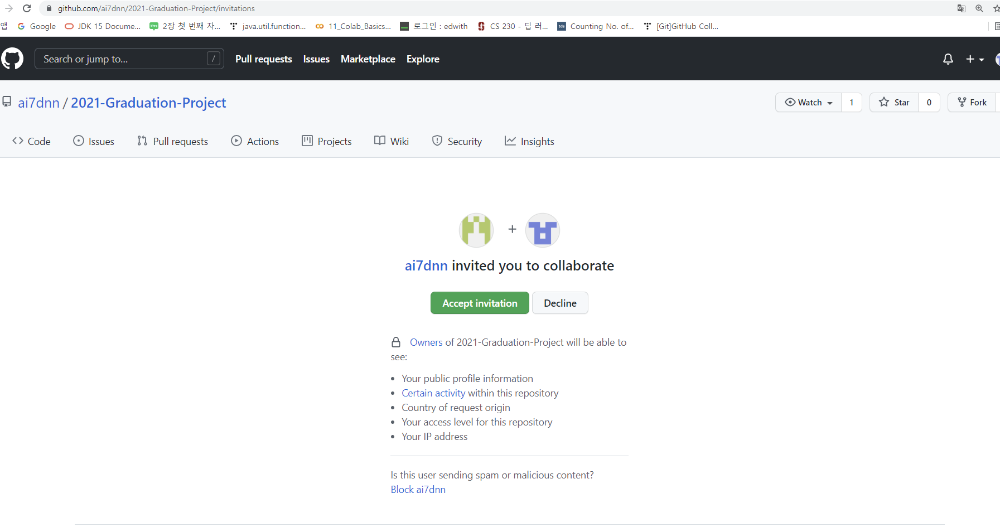 github.com/ai7dnn/2021-Graduation-Project/invitations
앱 Google JDK 15 Docume... 2장 첫 번째 자... java.util.function... 11_Colab_Basics... 로그인 : edwith CS 230 - 딥 러... Counting No. of... [Git]GitHub Coll...
Search or jump to... / Pull requests Issues Marketplace Explore
ai7dnn / 2021-Graduation-Project Watch 1 Star 0 Fork
Code Issues Pull requests Actions Projects Wiki Security Insights
+
ai7dnn invited you to collaborate
Accept invitation Decline
Owners of 2021-Graduation-Project will be able to
see:
• Your public profile information
• Certain activity within this repository
• Country of request origin
• Your access level for this repository
• Your IP address
Is this user sending spam or malicious content?
Block ai7dnn